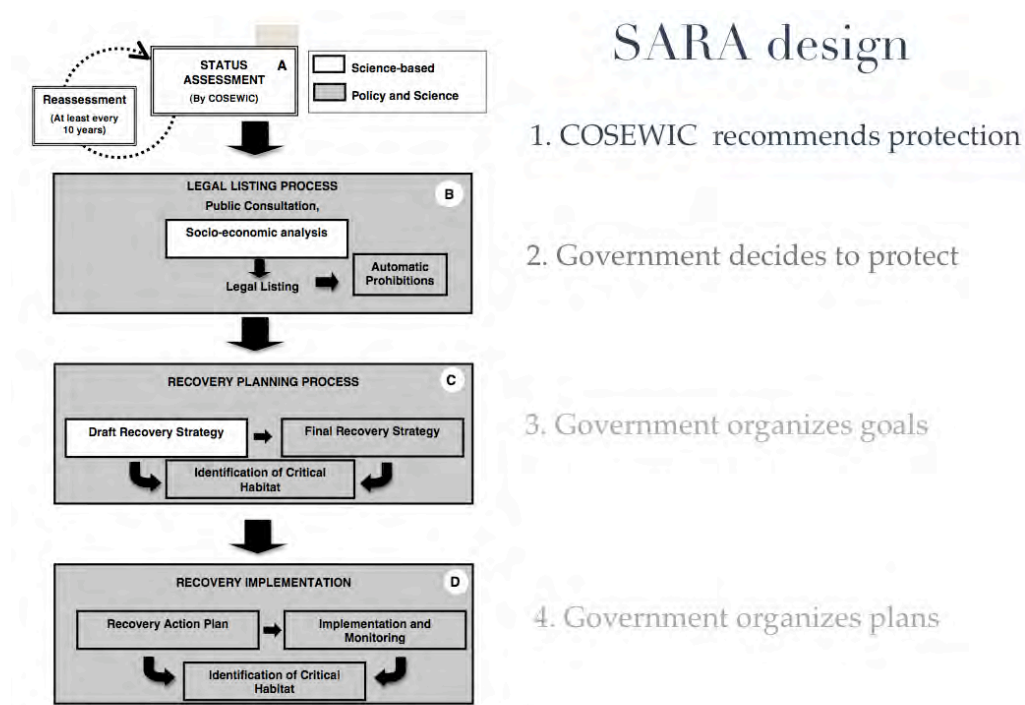 SARA design
STATUS
ASSESSMENT
A
(By COSEWIC)
Science-based
Policy and Science
Reassessment
(At least every
10 years)
1. COSEWIC recommends protection
LEGAL LISTING PROCESS
B
Public Consultation,
Socio-economic analysis
Legal Listing
Automatic
Prohibitions
2. Government decides to protect
RECOVERY PLANNING PROCESS
C
Draft Recovery Strategy
Final Recovery Strategy
Identification of Critical
Habitat
3. Government organizes goals
RECOVERY IMPLEMENTATION
D
Recovery Action Plan
Implementation and
Monitoring
Identification of Critical
Habitat
4. Government organizes plans